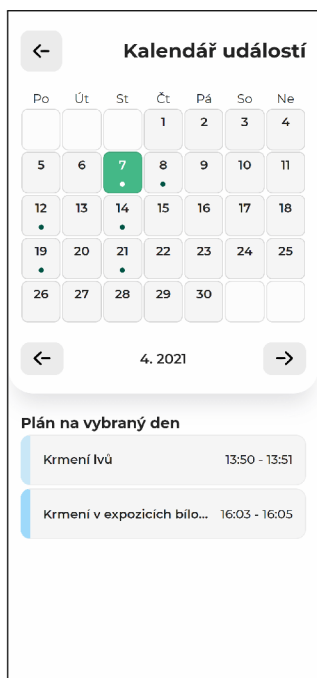 Kalendář událostí
Po Út St Čt Pá So Ne
1 2 3 4
5 6 7 8 9 10 11
12 13 14 15 16 17 18
19 20 21 22 23 24 25
26 27 28 29 30
4. 2021
Plán na vybraný den
Krmení lvů 13:50 - 13:51
Krmení v expozicích bílo... 16:03 - 16:05